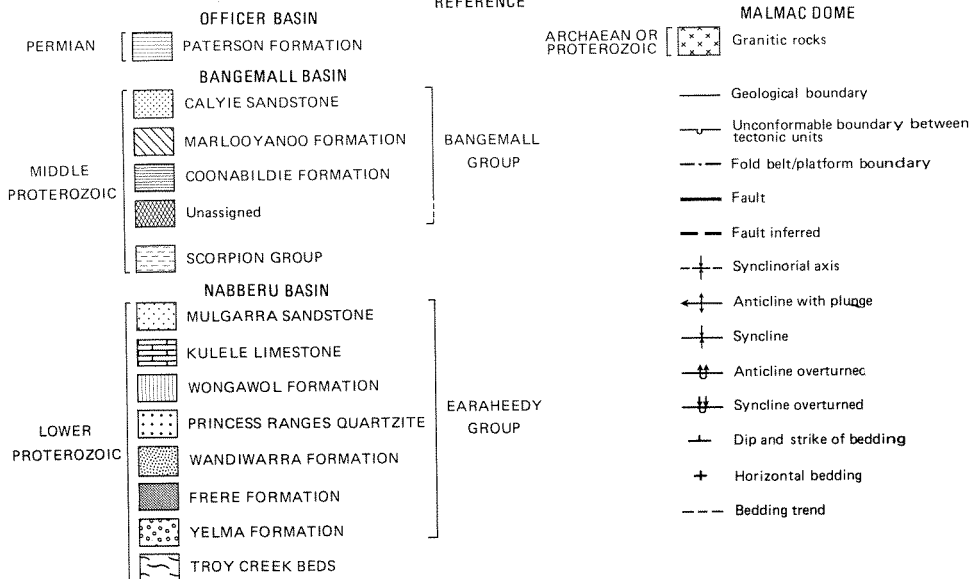 REFERENCE
OFFICER BASIN
PERMIAN
PATERSON FORMATION
BANGEMALL BASIN
CALYIE SANDSTONE
MARLOOYANOO FORMATION
COONABILDIE FORMATION
Unassigned
BANGEMALL
GROUP
MIDDLE
PROTEROZOIC
SCORPION GROUP
NABBERU BASIN
MULGARRA SANDSTONE
KULELE LIMESTONE
WONGAWOL FORMATION
PRINCESS RANGES QUARTZITE
WANDIWARRA FORMATION
FRERE FORMATION
YELMA FORMATION
EARAHEEDY
GROUP
LOWER
PROTEROZOIC
TROY CREEK BEDS
MALMAC DOME
ARCHAEAN OR
PROTEROZOIC
Granitic rocks
Geological boundary
Unconformable boundary between
tectonic units
Fold belt/platform boundary
Fault
Fault inferred
Synclinorial axis
Anticline with plunge
Syncline
Anticline overturned
Syncline overturned
Dip and strike of bedding
Horizontal bedding
Bedding trend